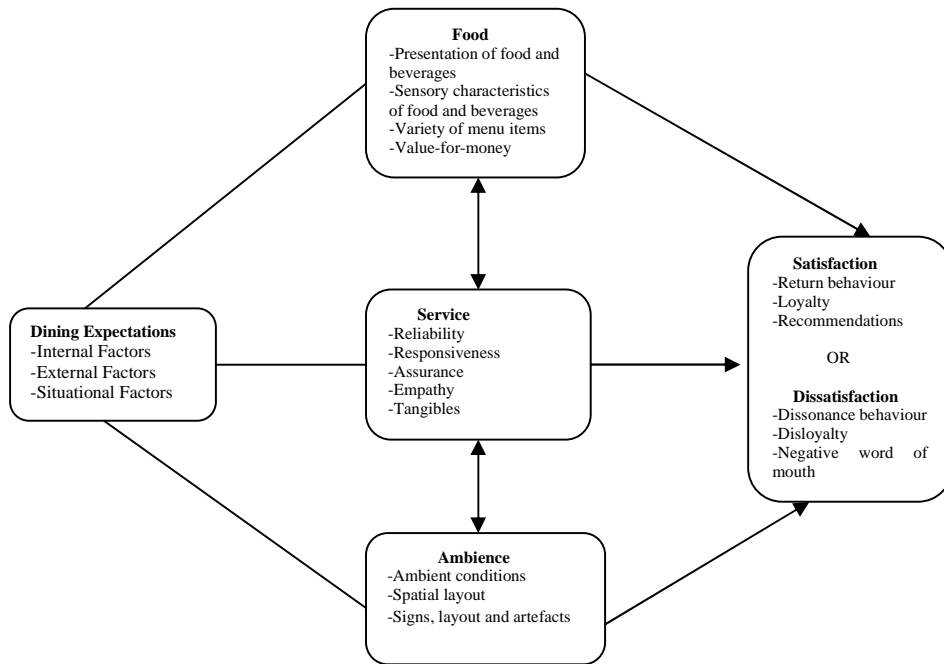 Food
-Presentation of food and
beverages
-Sensory characteristics
of food and beverages
-Variety of menu items
-Value-for-money
Dining Expectations
-Internal Factors
-External Factors
-Situational Factors
Service
-Reliability
-Responsiveness
-Assurance
-Empathy
-Tangibles
Ambience
-Ambient conditions
-Spatial layout
-Signs, layout and artefacts
Satisfaction
-Return behaviour
-Loyalty
-Recommendations
OR
Dissatisfaction
-Dissonance behaviour
-Disloyalty
-Negative word of
mouth